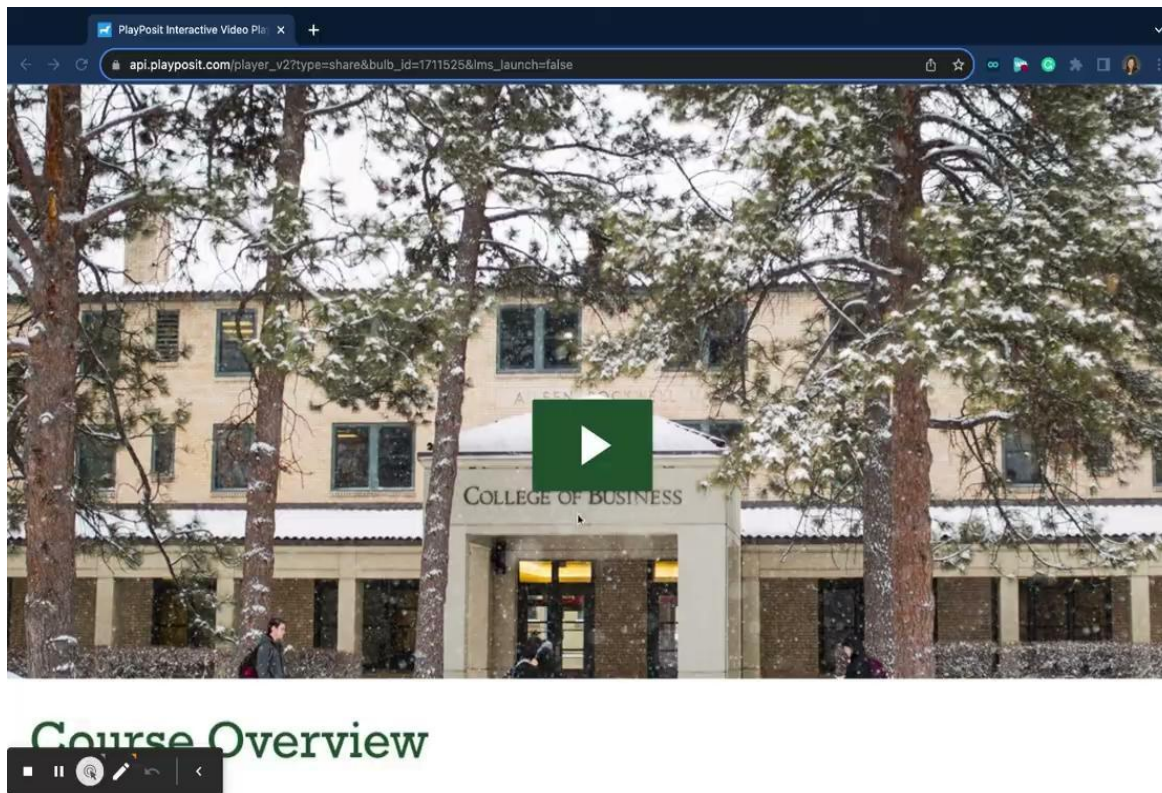 PlayPosit Interactive Video Pla
api.playposit.com/player_v2?type=share&bulb_id=1711525&lms_launch=false
COLLEGE OF BUSINESS
Course Overview